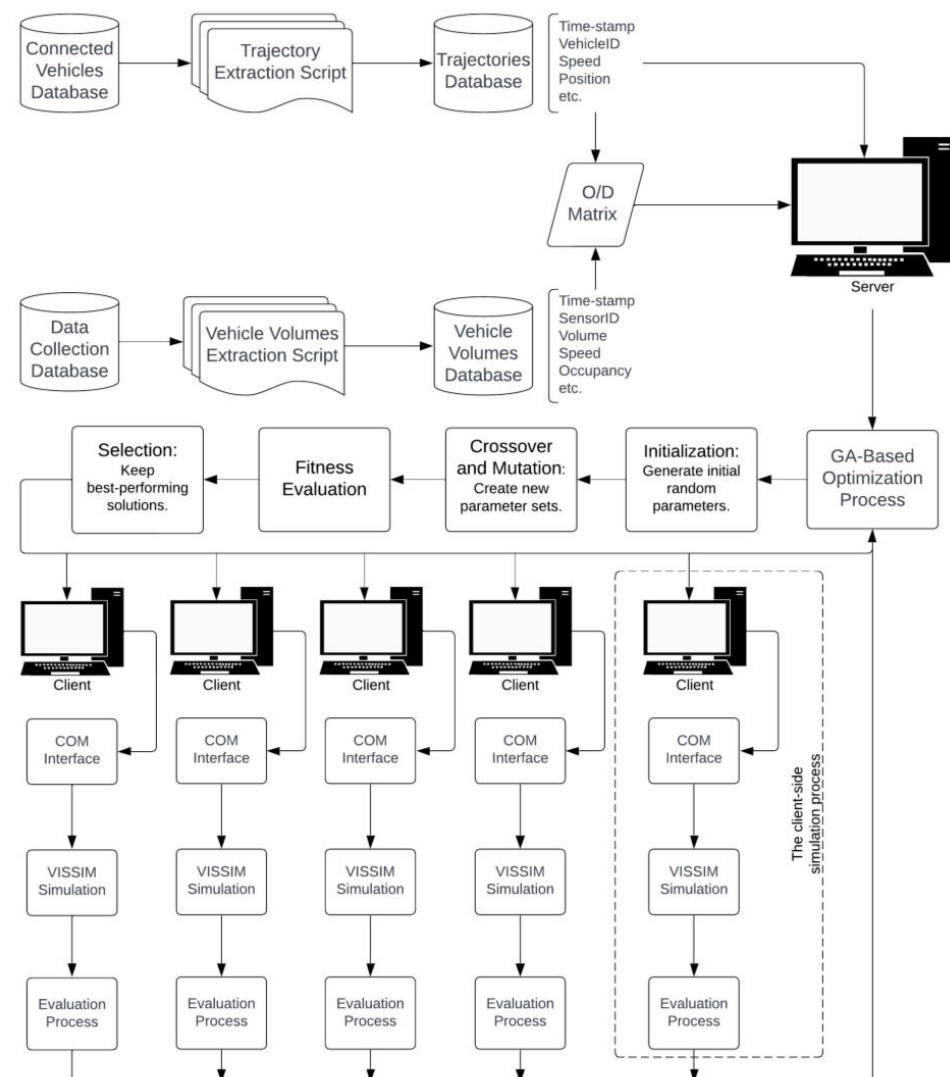 Connected
Vehicles
Database
Trajectory
Extraction Script
Trajectories
Database
Time-stamp
VehicleID
Speed
Position
etc.
O/D
Matrix
Server
Data
Collection
Database
Vehicle Volumes
Extraction Script
Vehicle
Volumes
Database
Time-stamp
SensorID
Volume
Speed
Occupancy
etc.
Selection:
Keep
best-performing
solutions.
Fitness
Evaluation
Crossover
and Mutation:
Create new
parameter sets.
Initialization:
Generate initial
random
parameters.
GA-Based
Optimization
Process
Client
Client
Client
Client
Client
COM
Interface
COM
Interface
COM
Interface
COM
Interface
COM
Interface
The client-side
simulation process
VISSIM
Simulation
VISSIM
Simulation
VISSIM
Simulation
VISSIM
Simulation
VISSIM
Simulation
Evaluation
Process
Evaluation
Process
Evaluation
Process
Evaluation
Process
Evaluation
Process